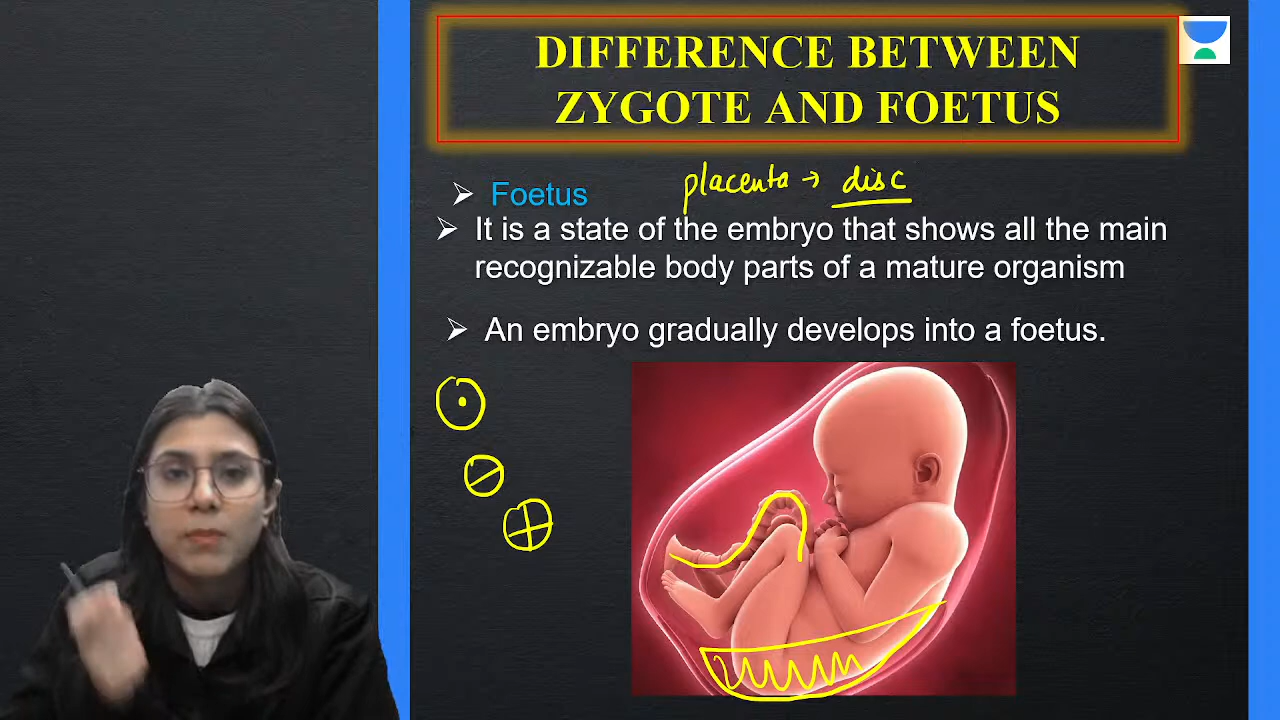 DIFFERENCE BETWEEN
ZYGOTE AND FOETUS
placenta → disc
Foetus
It is a state of the embryo that shows all the main
recognizable body parts of a mature organism
An embryo gradually develops into a foetus.